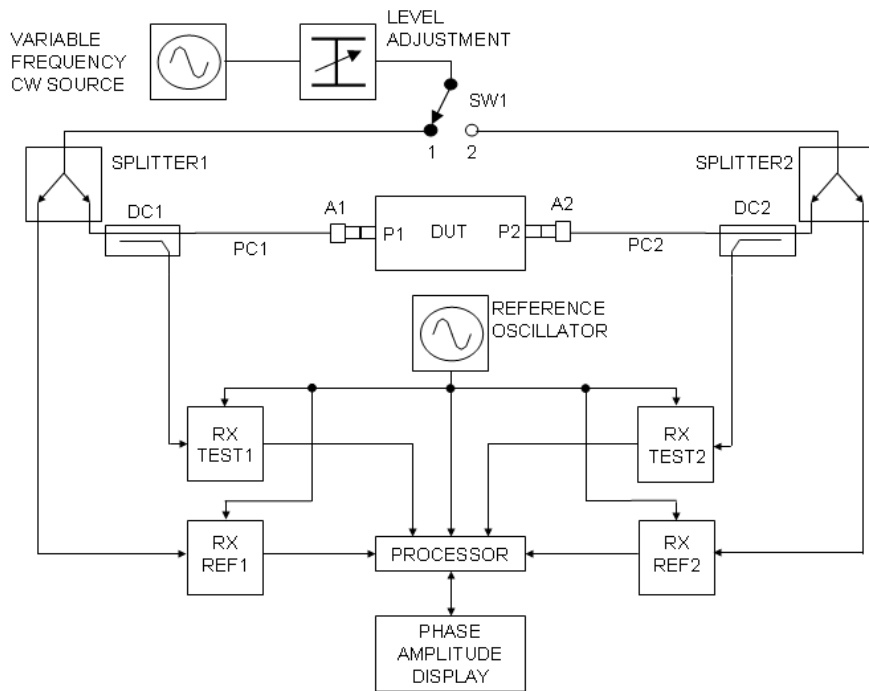 VARIABLE
FREQUENCY
CW SOURCE
LEVEL
ADJUSTMENT
SW1
1
2
SPLITTER1
SPLITTER2
DC1
A1
P1
DUT
P2
A2
DC2
PC1
PC2
REFERENCE
OSCILLATOR
RX
TEST1
RX
TEST2
RX
REF1
PROCESSOR
RX
REF2
PHASE
AMPLITUDE
DISPLAY